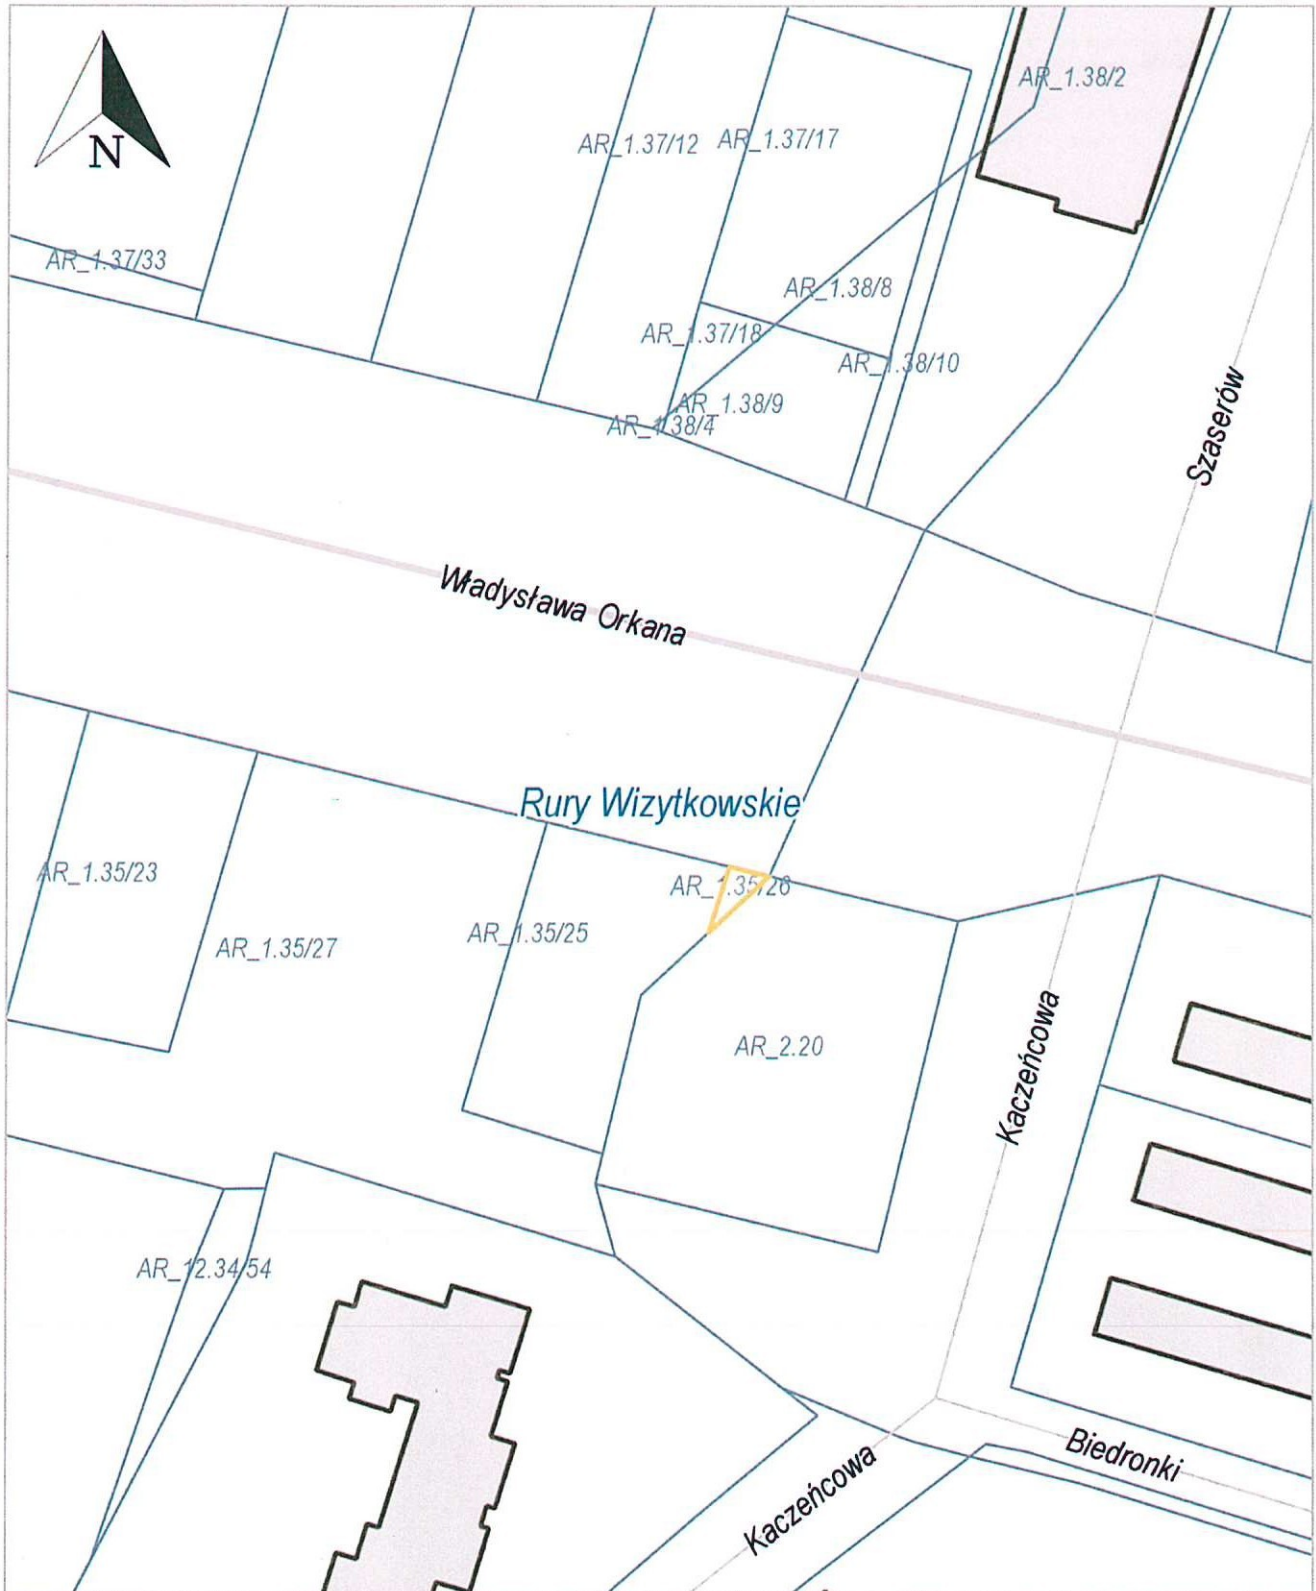 N
AR_1.38/2
AR_1.37/12
AR_1.37/17
AR_1.37/33
AR_1.38/8
AR_1.37/18
AR_1.38/10
AR_1.38/9
AR_1.38/4
Szaserów
Władysława Orkana
Rury Wizytkowskie
AR_1.35/23
AR_1.35/26
AR_1.35/27
AR_1.35/25
AR_2.20
Kaczeńcowa
AR_12.34/54
Biedronki
Kaczeńcowa